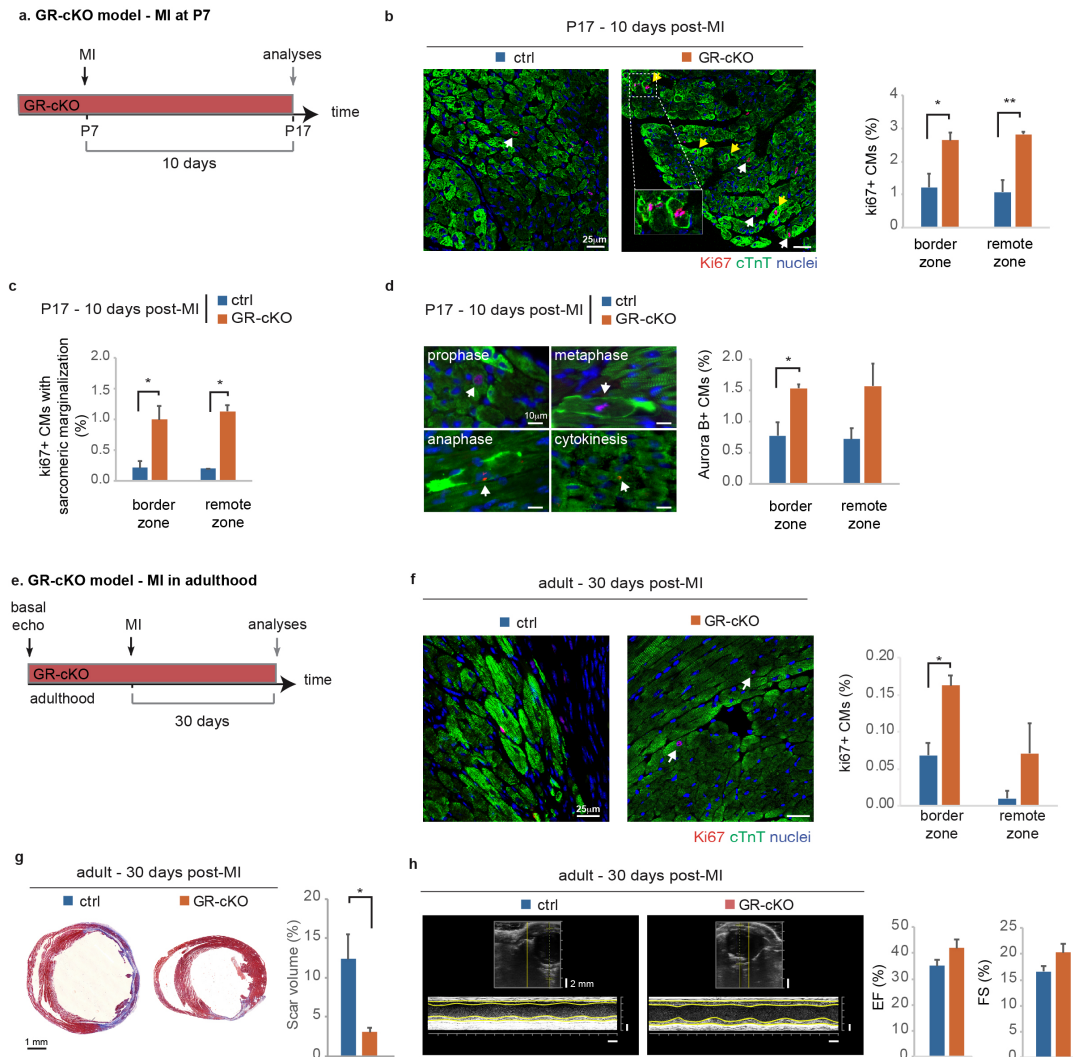 a. GR-cKO model - MI at P7
MI
analyses
GR-cKO
time
P7
P17
10 days
b
P17 - 10 days post-MI
ctrl
GR-cKO
25μm
Ki67 cTnT nuclei
ki67+ CMs (%)
4
3
2
1
0
*
**
border
zone
remote
zone
c
P17 - 10 days post-MI
ctrl
GR-cKO
ki67+ CMs with
sarcomeric marginalization
(%)
2.0
1.5
1.0
0.5
0.0
*
*
border
zone
remote
zone
d
P17 - 10 days post-MI
ctrl
GR-cKO
prophase
metaphase
10μm
anaphase
cytokinesis
Aurora B+ CMs (%)
2.0
1.5
1.0
0.5
0.0
*
border
zone
remote
zone
e. GR-cKO model - MI in adulthood
basal
echo
MI
analyses
GR-cKO
time
adulthood
30 days
f
adult - 30 days post-MI
ctrl
GR-cKO
25μm
Ki67 cTnT nuclei
ki67+ CMs (%)
0.20
0.15
0.10
0.05
0.00
*
border
zone
remote
zone
g
adult - 30 days post-MI
ctrl
GR-cKO
1 mm
Scar volume (%)
20
15
10
5
0
*
h
adult - 30 days post-MI
ctrl
GR-cKO
2 mm
EF (%)
50
40
30
20
10
0
FS (%)
25
20
15
10
5
0